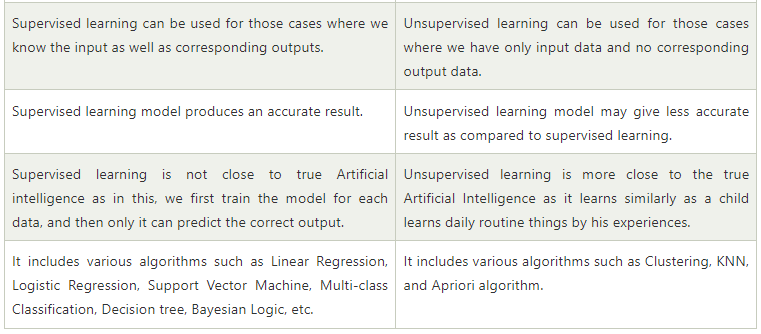 Supervised learning can be used for those cases where we
know the input as well as corresponding outputs.
Unsupervised learning can be used for those cases
where we have only input data and no corresponding
output data.
Supervised learning model produces an accurate result.
Unsupervised learning model may give less accurate
result as compared to supervised learning.
Supervised learning is not close to true Artificial
intelligence as in this, we first train the model for each
data, and then only it can predict the correct output.
Unsupervised learning is more close to the true
Artificial Intelligence as it learns similarly as a child
learns daily routine things by his experiences.
It includes various algorithms such as Linear Regression,
Logistic Regression, Support Vector Machine, Multi-class
Classification, Decision tree, Bayesian Logic, etc.
It includes various algorithms such as Clustering, KNN,
and Apriori algorithm.